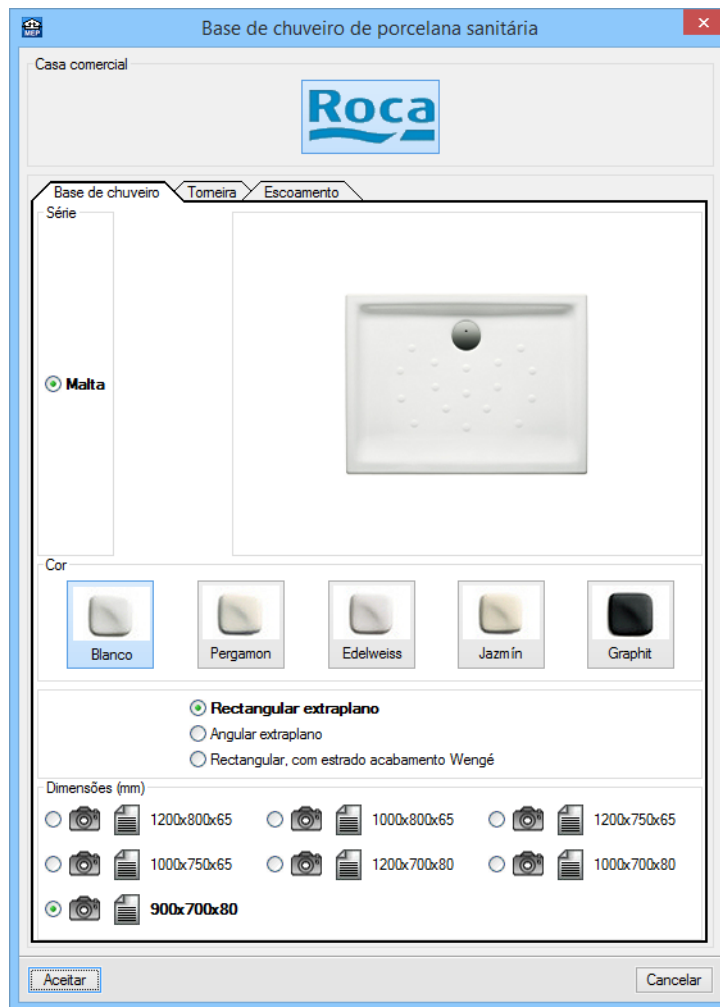 MEP
Base de chuveiro de porcelana sanitária
Casa comercial
Roca
Base de chuveiro Torneira Escoamento
Série
Malta
Cor
Blanco Pergamon Edelweiss Jazmín Graphit
Rectangular extraplano
Angular extraplano
Rectangular, com estrado acabamento Wengé
Dimensões (mm)
1200x800x65 1000x800x65 1200x750x65
1000x750x65 1200x700x80 1000x700x80
900x700x80
Aceitar Cancelar